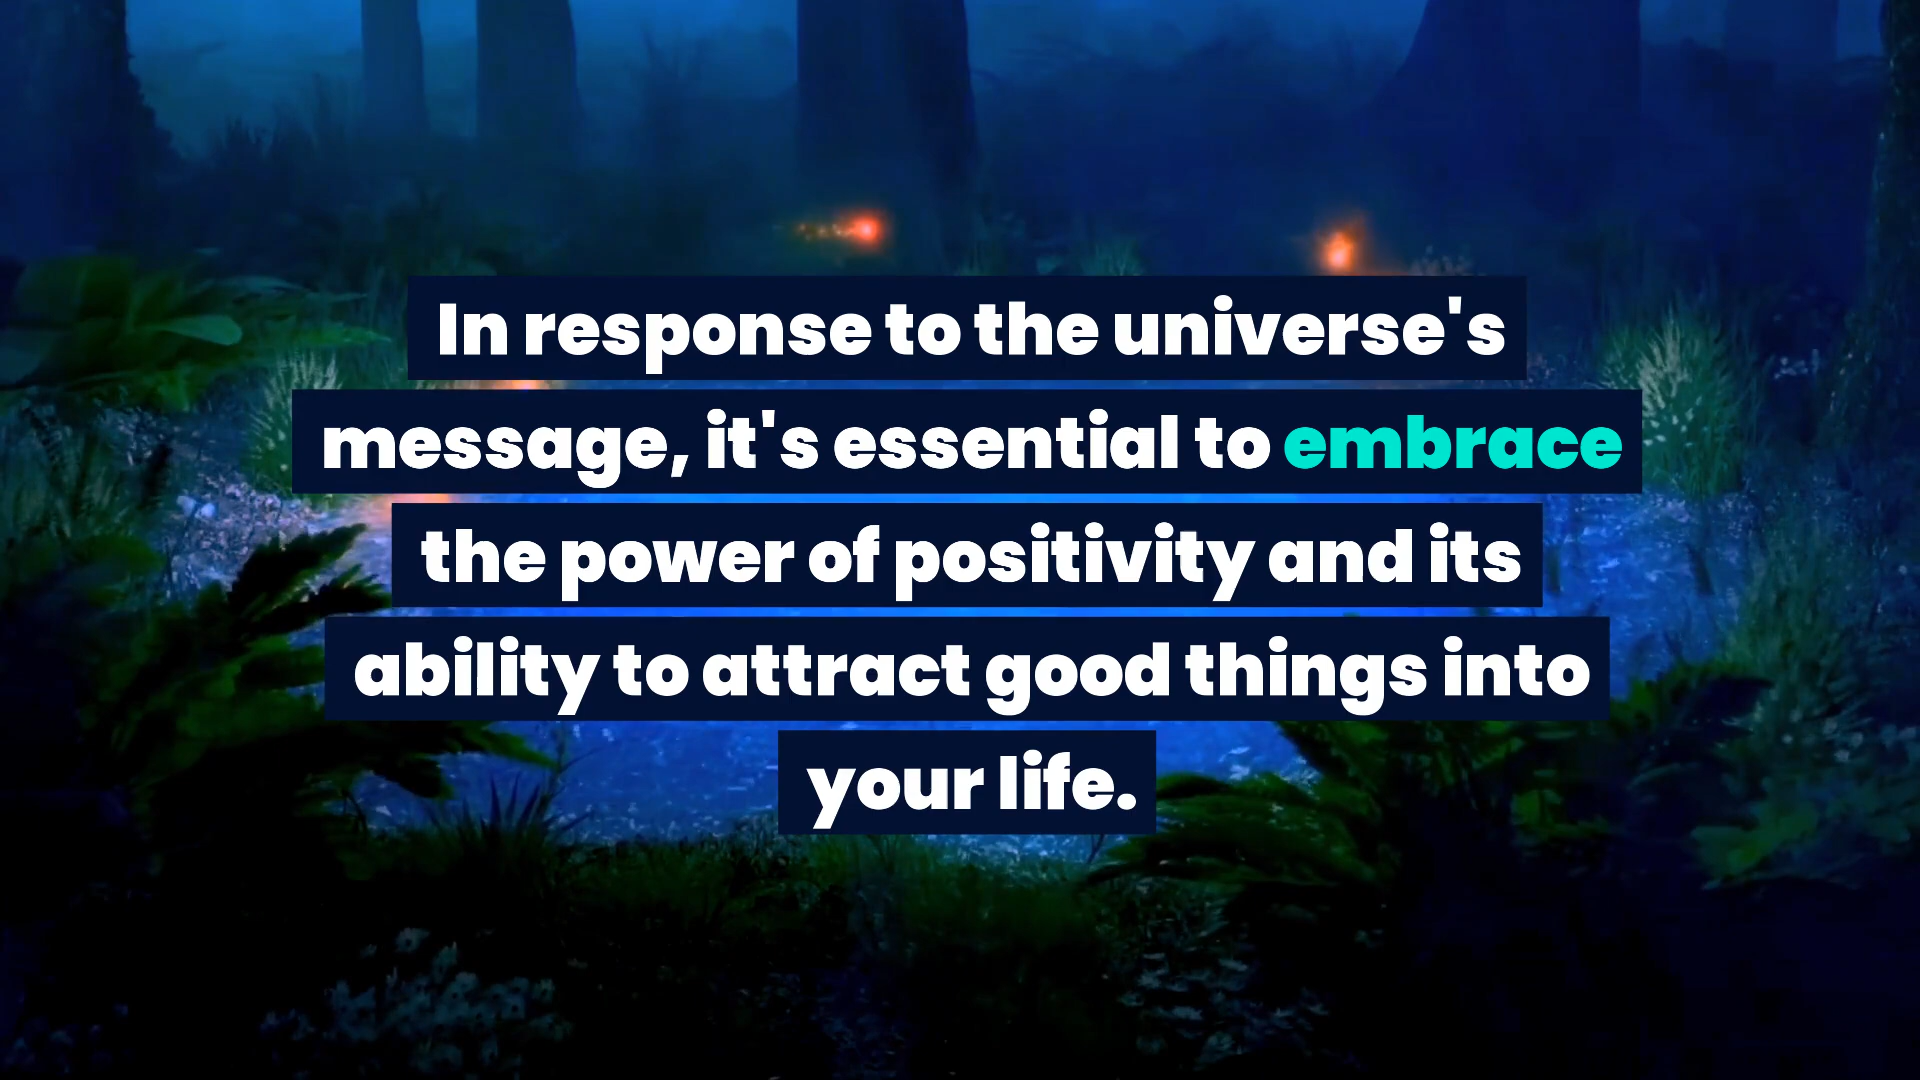 In response to the universe's
message, it's essential to embrace
the power of positivity and its
ability to attract good things into
your life.